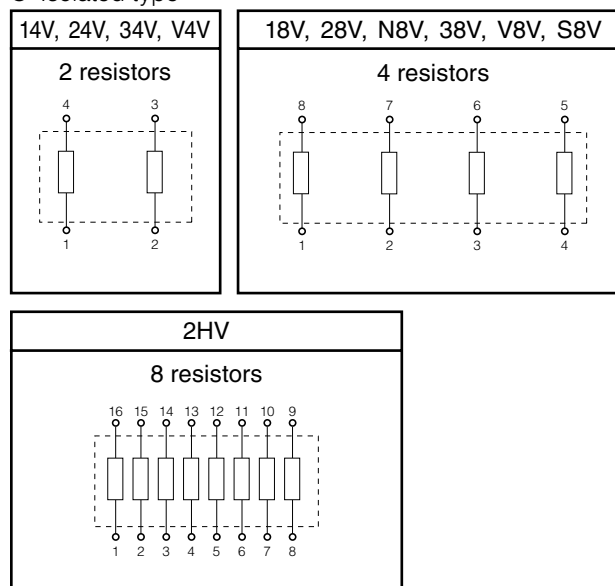 14V, 24V, 34V, V4V
2 resistors
4 3
1 2
18V, 28V, N8V, 38V, V8V, S8V
4 resistors
8 7 6 5
1 2 3 4
2HV
8 resistors
16 15 14 13 12 11 10 9
1 2 3 4 5 6 7 8